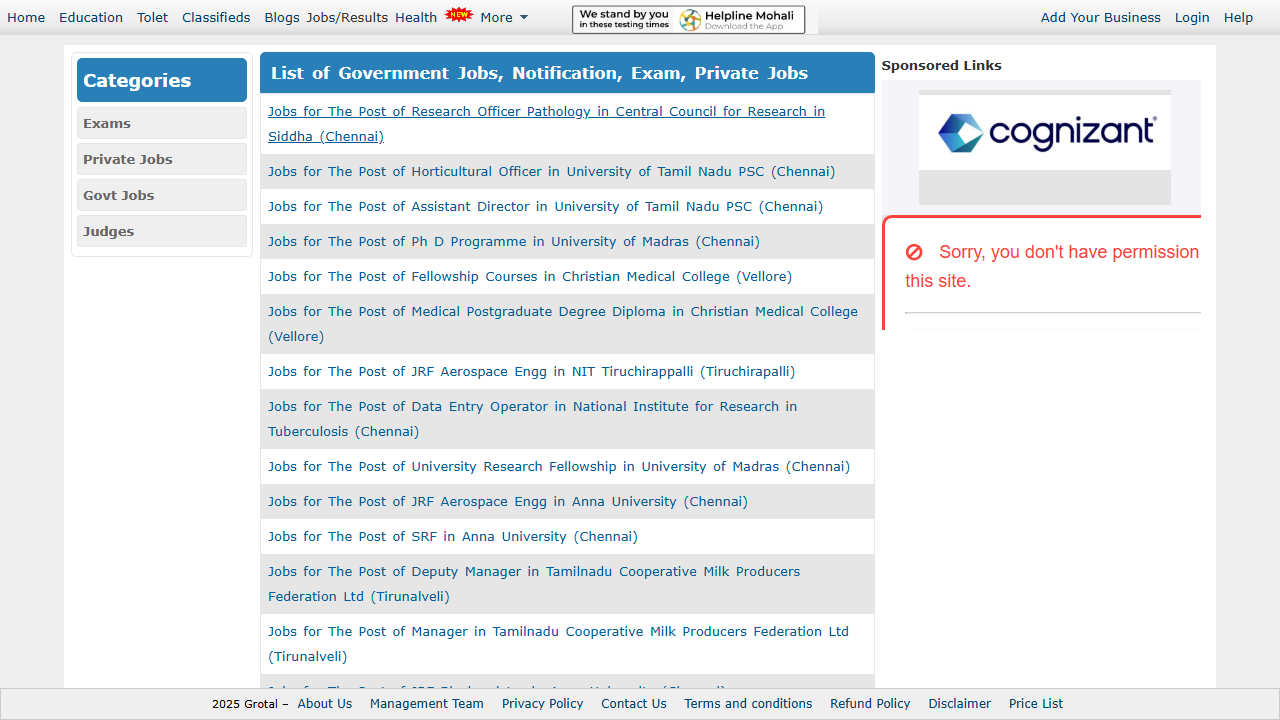 Home Education Tolet Classifieds Blogs Jobs/Results Health NEW More
We stand by you
in these testing times
Helpline Mohali
Download the App
Add Your Business Login Help
Categories
Exams
Private Jobs
Govt Jobs
Judges
List of Government Jobs, Notification, Exam, Private Jobs
Jobs for The Post of Research Officer Pathology in Central Council for Research in
Siddha (Chennai)
Jobs for The Post of Horticultural Officer in University of Tamil Nadu PSC (Chennai)
Jobs for The Post of Assistant Director in University of Tamil Nadu PSC (Chennai)
Jobs for The Post of Ph D Programme in University of Madras (Chennai)
Jobs for The Post of Fellowship Courses in Christian Medical College (Vellore)
Jobs for The Post of Medical Postgraduate Degree Diploma in Christian Medical College
(Vellore)
Jobs for The Post of JRF Aerospace Engg in NIT Tiruchirappalli (Tiruchirapalli)
Jobs for The Post of Data Entry Operator in National Institute for Research in
Tuberculosis (Chennai)
Jobs for The Post of University Research Fellowship in University of Madras (Chennai)
Jobs for The Post of JRF Aerospace Engg in Anna University (Chennai)
Jobs for The Post of SRF in Anna University (Chennai)
Jobs for The Post of Deputy Manager in Tamilnadu Cooperative Milk Producers
Federation Ltd (Tirunalveli)
Jobs for The Post of Manager in Tamilnadu Cooperative Milk Producers Federation Ltd
(Tirunalveli)
Sponsored Links
cognizant
Sorry, you don't have permission
this site.
2025 Grotal – About Us Management Team Privacy Policy Contact Us Terms and conditions Refund Policy Disclaimer Price List